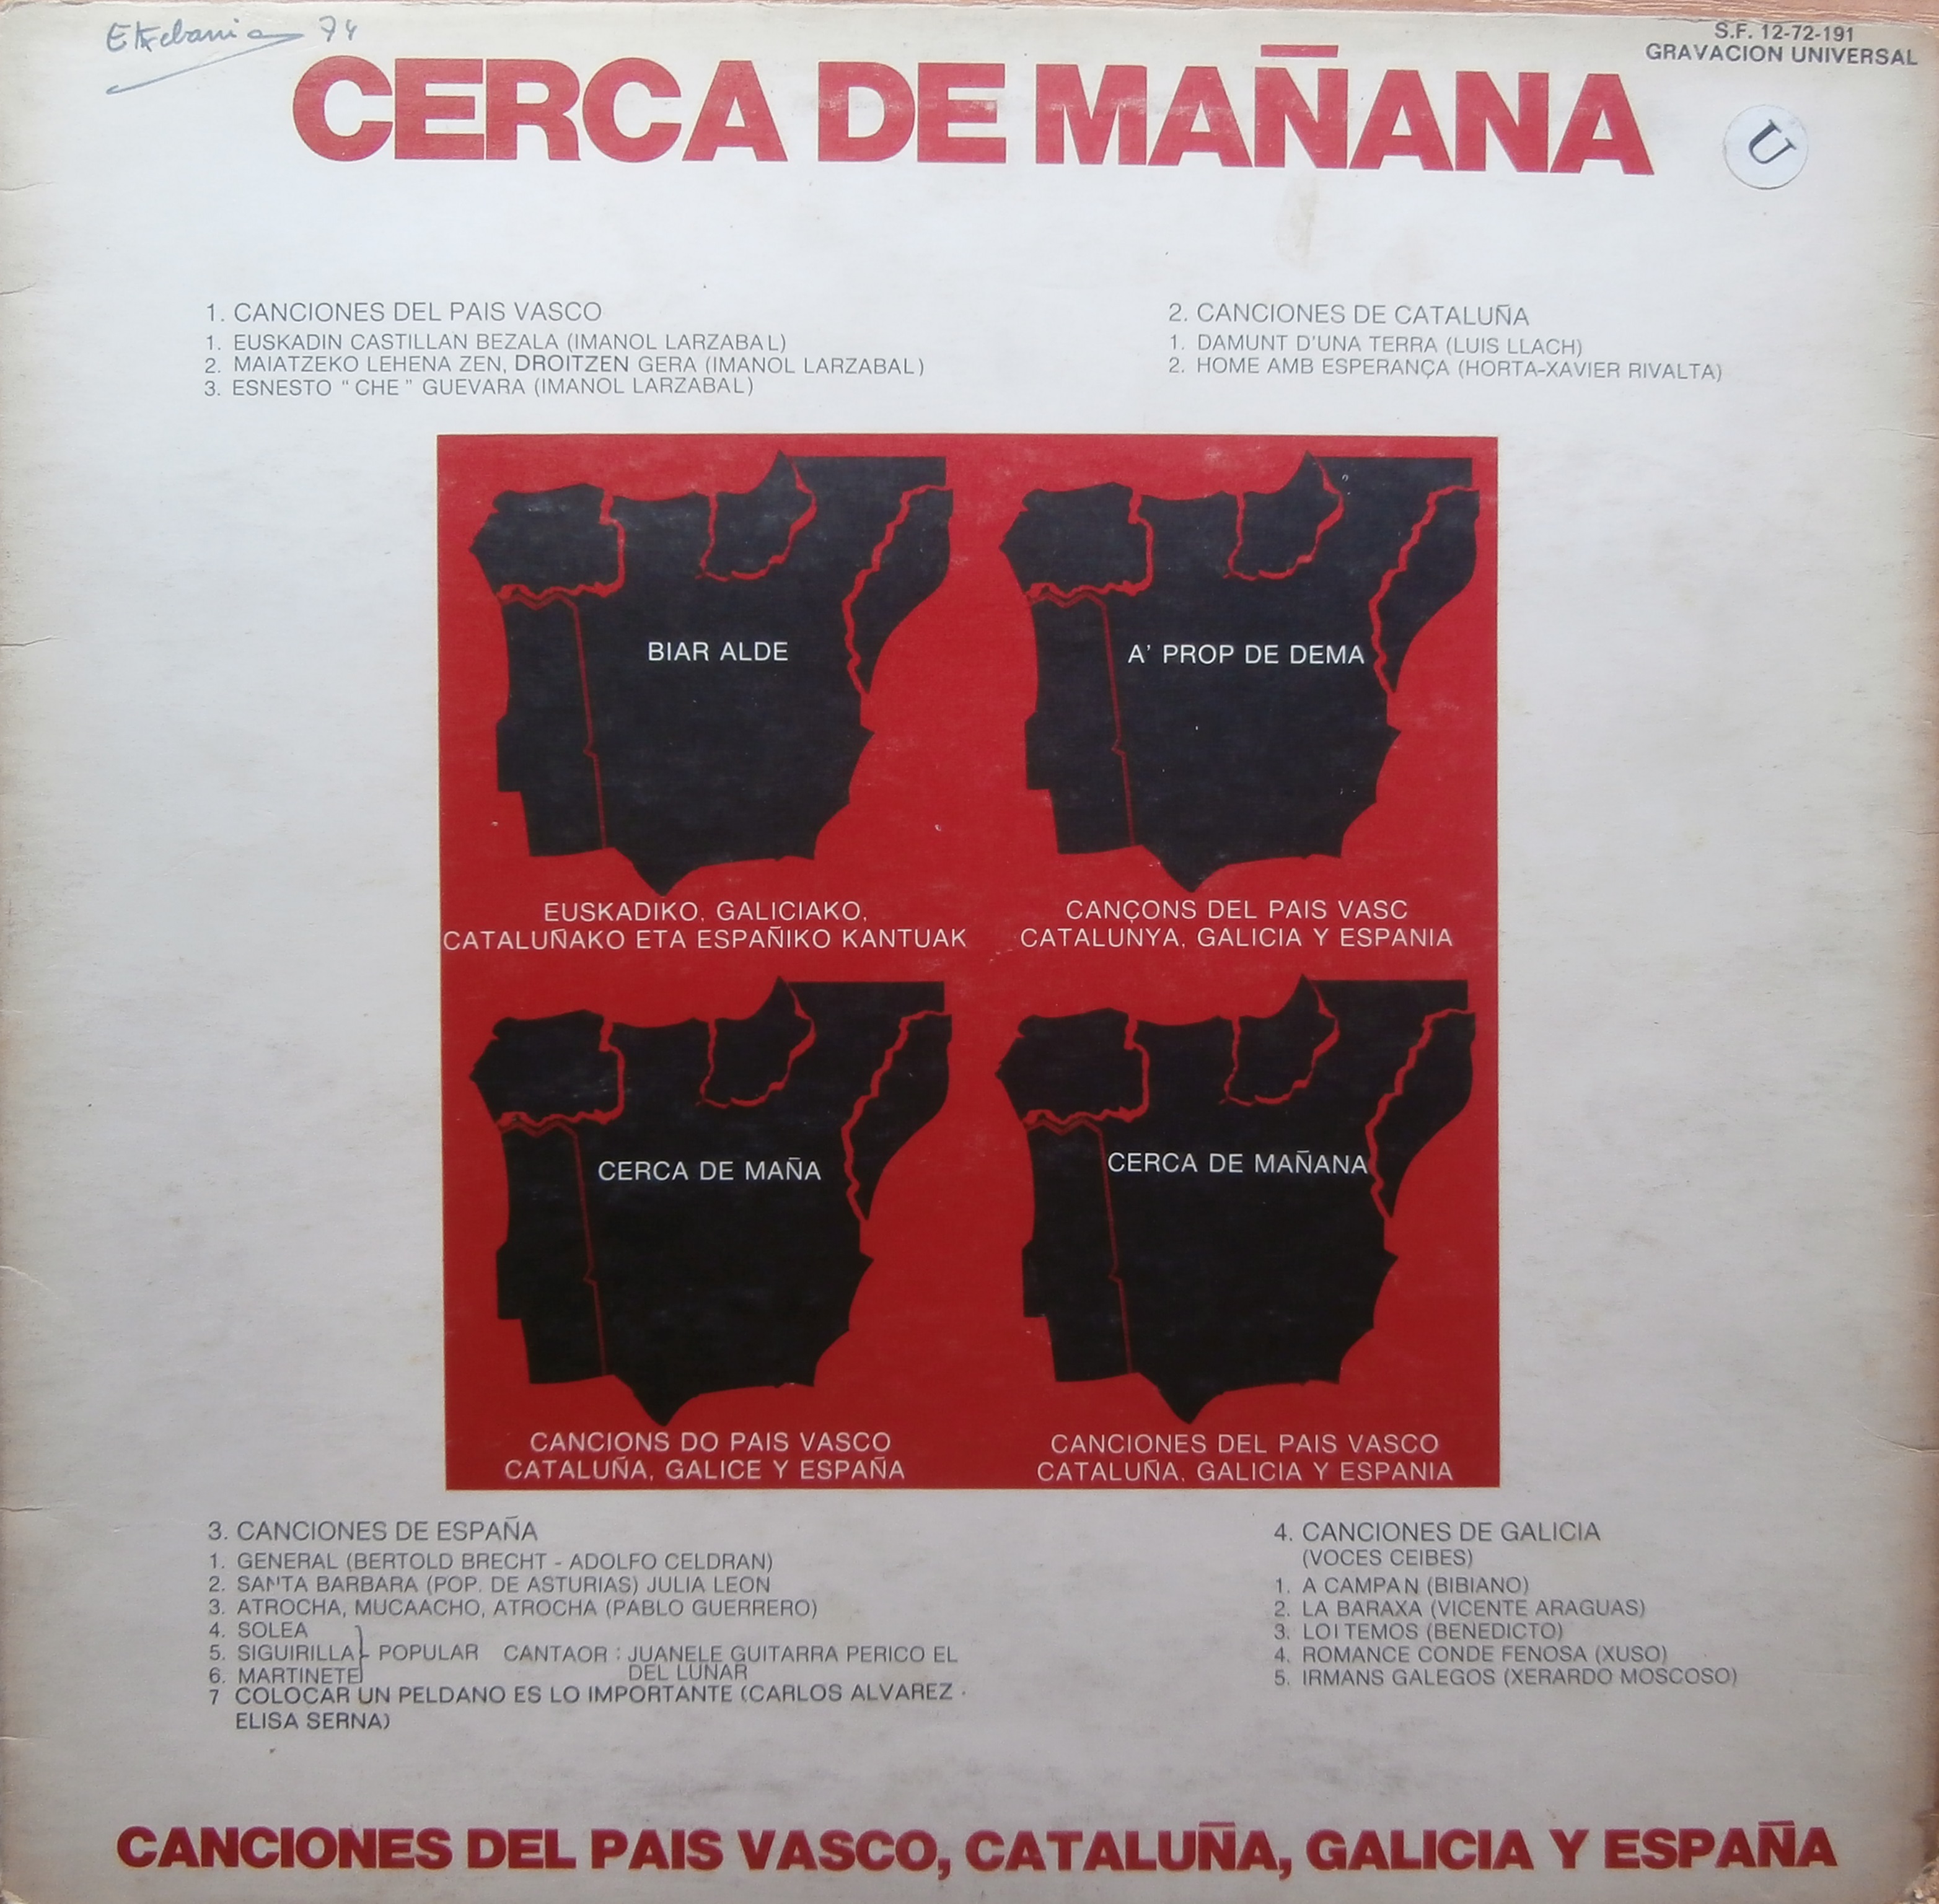 Etxebarria 74
S.F. 12-72-191
GRAVACION UNIVERSAL
CERCA DE MAÑANA
U
1. CANCIONES DEL PAIS VASCO
1. EUSKADIN CASTILLAN BEZALA (IMANOL LARZABAL)
2. MAIATZEKO LEHENA ZEN, DROITZEN GERA (IMANOL LARZABAL)
3. ESNESTO “ CHE ” GUEVARA (IMANOL LARZABAL)
2. CANCIONES DE CATALUÑA
1. DAMUNT D'UNA TERRA (LUIS LLACH)
2. HOME AMB ESPERANÇA (HORTA-XAVIER RIVALTA)
BIAR ALDE
EUSKADIKO, GALICIAKO,
CATALUÑAKO ETA ESPAÑIKO KANTUAK
A' PROP DE DEMA
CANÇONS DEL PAIS VASC
CATALUNYA, GALICIA Y ESPANIA
CERCA DE MAÑA
CANCIONS DO PAIS VASCO
CATALUÑA, GALICE Y ESPAÑA
CERCA DE MAÑANA
CANCIONES DEL PAIS VASCO
CATALUÑA, GALICIA Y ESPANIA
3. CANCIONES DE ESPAÑA
1. GENERAL (BERTOLD BRECHT - ADOLFO CELDRAN)
2. SANTA BARBARA (POP. DE ASTURIAS) JULIA LEON
3. ATROCHA, MUCAACHO, ATROCHA (PABLO GUERRERO)
4. SOLEA
5. SIGUIRILLA } POPULAR CANTAOR : JUANELE GUITARRA PERICO EL
6. MARTINETE DEL LUNAR
7 COLOCAR UN PELDANO ES LO IMPORTANTE (CARLOS ALVAREZ ·
ELISA SERNA)
4. CANCIONES DE GALICIA
(VOCES CEIBES)
1. A CAMPAN (BIBIANO)
2. LA BARAXA (VICENTE ARAGUAS)
3. LOITEMOS (BENEDICTO)
4. ROMANCE CONDE FENOSA (XUSO)
5. IRMANS GALEGOS (XERARDO MOSCOSO)
CANCIONES DEL PAIS VASCO, CATALUÑA, GALICIA Y ESPAÑA